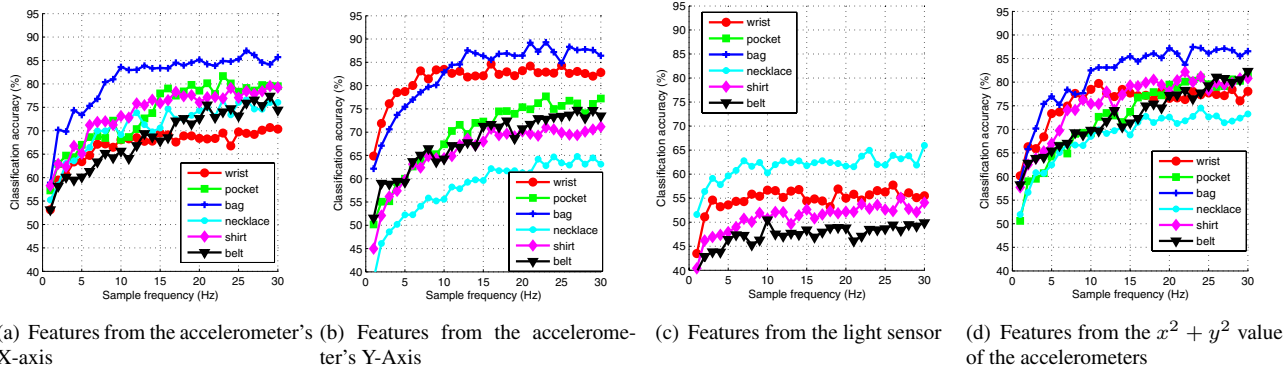 95
90
85
80
75
70
65
60
55
50
45
40
Classification accuracy (%)
0 5 10 15 20 25 30
Sample frequency (Hz)
wrist
pocket
bag
necklace
shirt
belt
95
90
85
80
75
70
65
60
55
50
45
40
Classification accuracy (%)
0 5 10 15 20 25 30
Sample frequency (Hz)
wrist
pocket
bag
necklace
shirt
belt
95
90
85
80
75
70
65
60
55
50
45
40
Classification accuracy (%)
0 5 10 15 20 25 30
Sample frequency (Hz)
wrist
pocket
bag
necklace
shirt
belt
95
90
85
80
75
70
65
60
55
50
45
40
Classification accuracy (%)
0 5 10 15 20 25 30
Sample frequency (Hz)
wrist
pocket
bag
necklace
shirt
belt
(a) Features from the accelerometer's
X-axis
(b) Features from the accelerome-
ter's Y-Axis
(c) Features from the light sensor
(d) Features from the x² + y² value
of the accelerometers